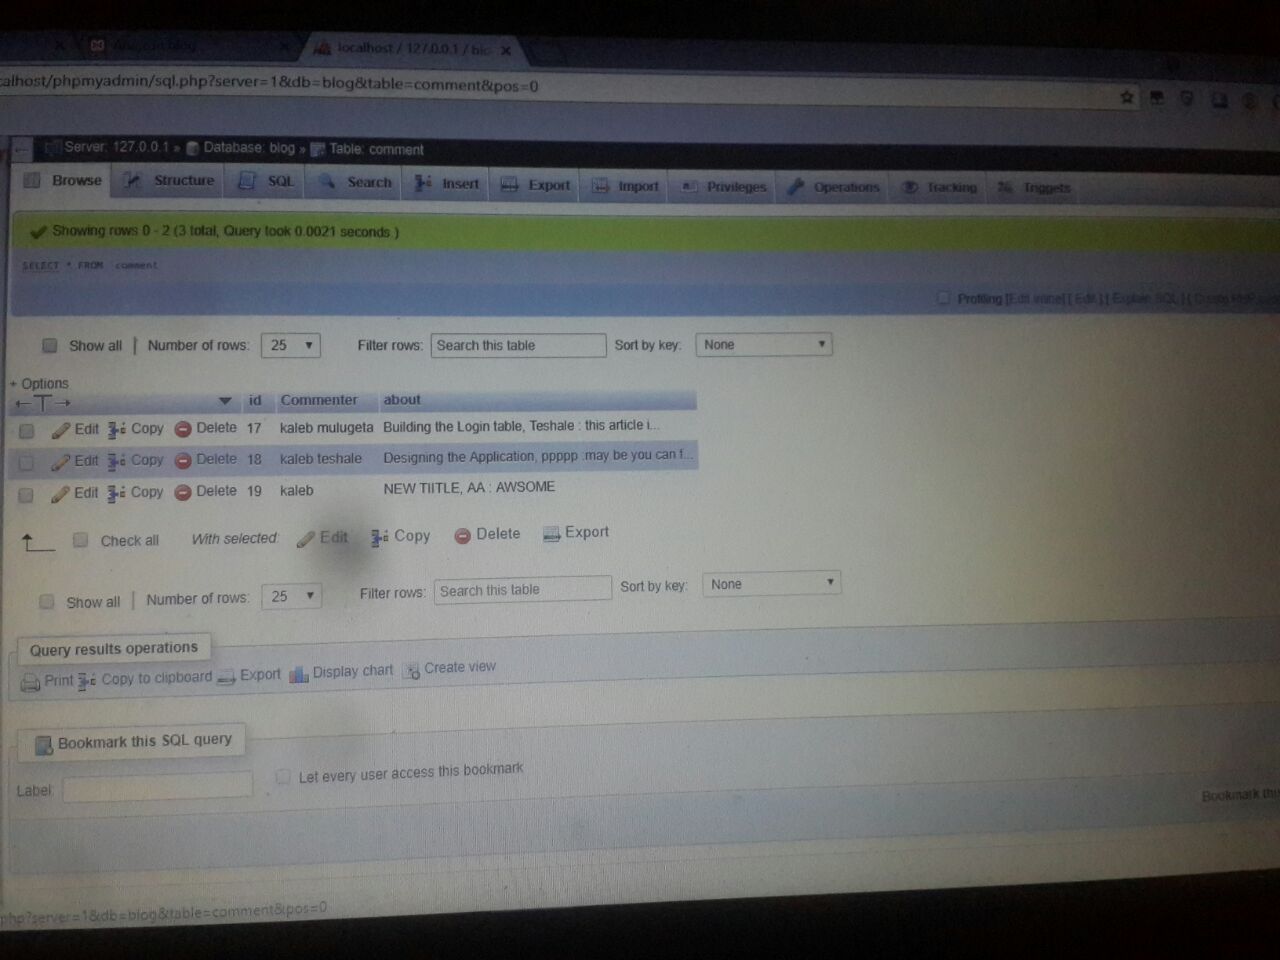 localhost / 127.0.0.1 / blo
alhost/phpmyadmin/sql.php?server=1&db=blog&table=comment&pos=0
Server: 127.0.0.1 » Database: blog » Table: comment
Browse Structure SQL Search Insert Export Import Privileges Operations Tracking Triggers
Showing rows 0 - 2 (3 total, Query took 0.0021 seconds.)
SELECT * FROM `comment`
Profiling [Edit inline] [ Edit ] [ Explain SQL ] [ Create PHP
Show all | Number of rows: 25 Filter rows: Search this table Sort by key: None
+ Options
←T→ id Commenter about
Edit Copy Delete 17 kaleb mulugeta Building the Login table, Teshale : this article i...
Edit Copy Delete 18 kaleb teshale Designing the Application, ppppp :may be you can f...
Edit Copy Delete 19 kaleb NEW TIITLE, AA : AWSOME
Check all With selected: Edit Copy Delete Export
Show all | Number of rows: 25 Filter rows: Search this table Sort by key: None
Query results operations
Print Copy to clipboard Export Display chart Create view
Bookmark this SQL query
Label: Let every user access this bookmark
Bookmark this
php?server=1&db=blog&table=comment&pos=0